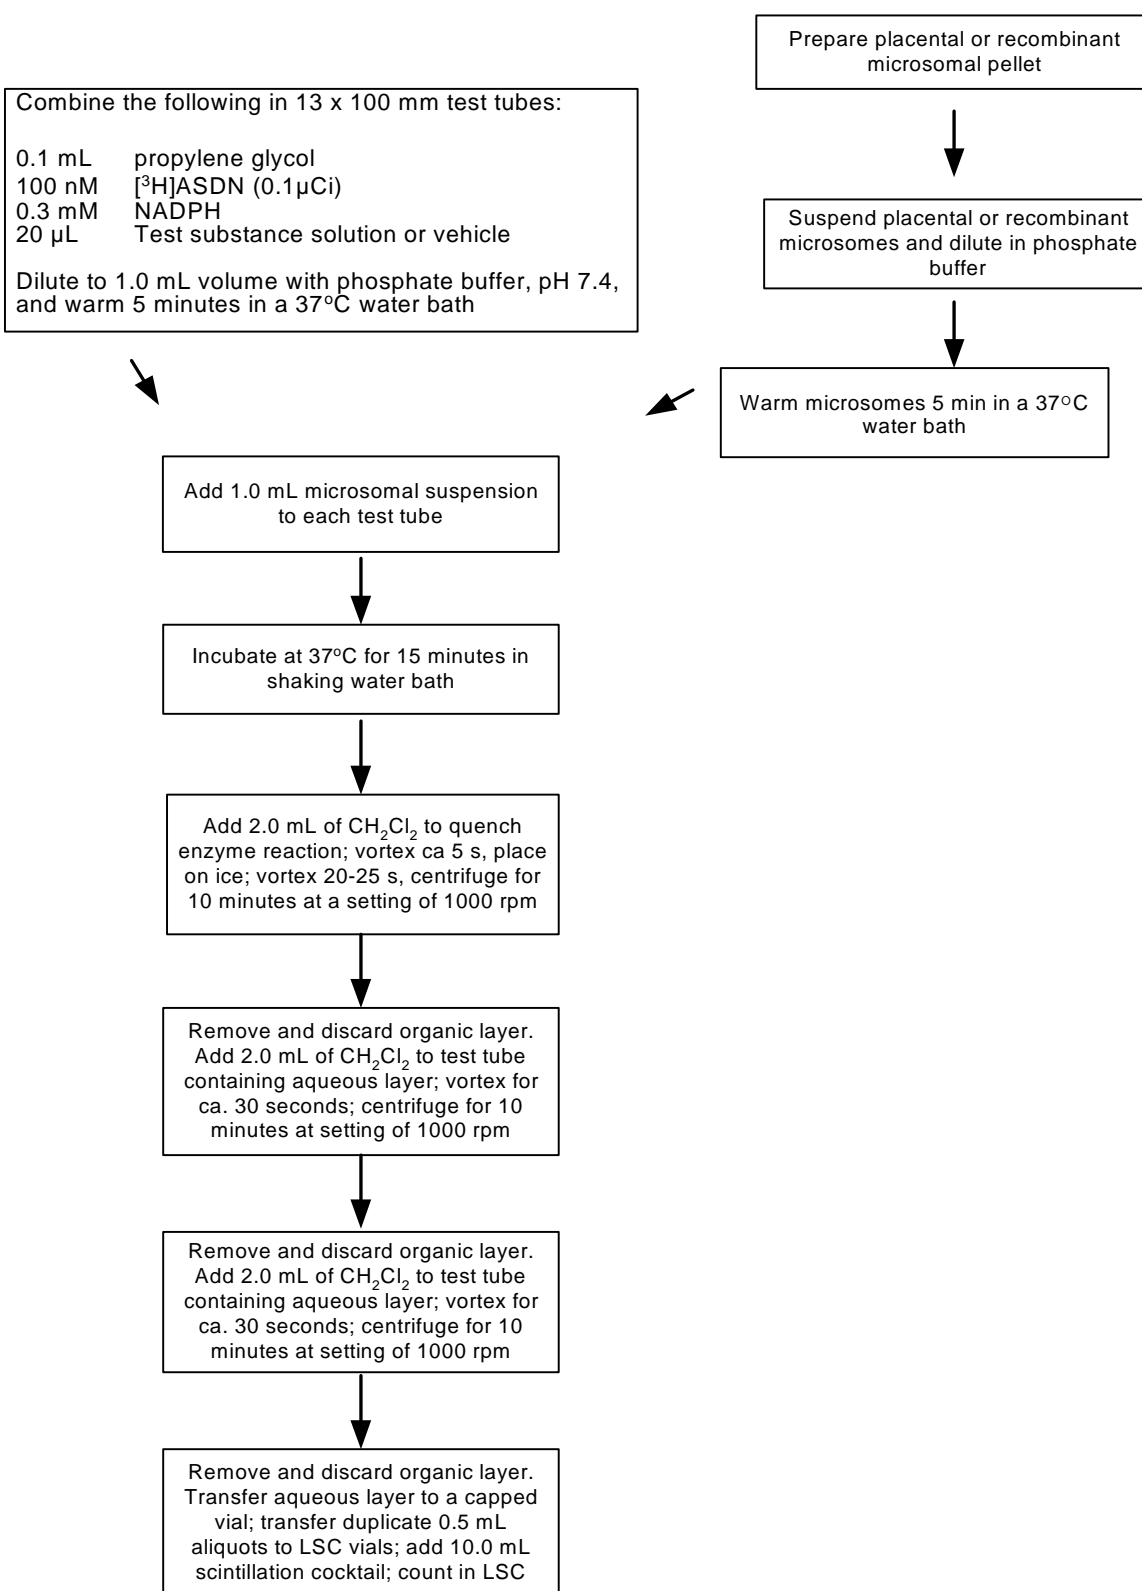 Prepare placental or recombinant
microsomal pellet
Combine the following in 13 x 100 mm test tubes:
0.1 mL propylene glycol
100 nM [³H]ASDN (0.1µCi)
0.3 mM NADPH
20 µL Test substance solution or vehicle
Dilute to 1.0 mL volume with phosphate buffer, pH 7.4,
and warm 5 minutes in a 37°C water bath
Suspend placental or recombinant
microsomes and dilute in phosphate
buffer
Warm microsomes 5 min in a 37°C
water bath
Add 1.0 mL microsomal suspension
to each test tube
Incubate at 37°C for 15 minutes in
shaking water bath
Add 2.0 mL of CH₂Cl₂ to quench
enzyme reaction; vortex ca 5 s, place
on ice; vortex 20-25 s, centrifuge for
10 minutes at a setting of 1000 rpm
Remove and discard organic layer.
Add 2.0 mL of CH₂Cl₂ to test tube
containing aqueous layer; vortex for
ca. 30 seconds; centrifuge for 10
minutes at setting of 1000 rpm
Remove and discard organic layer.
Add 2.0 mL of CH₂Cl₂ to test tube
containing aqueous layer; vortex for
ca. 30 seconds; centrifuge for 10
minutes at setting of 1000 rpm
Remove and discard organic layer.
Transfer aqueous layer to a capped
vial; transfer duplicate 0.5 mL
aliquots to LSC vials; add 10.0 mL
scintillation cocktail; count in LSC